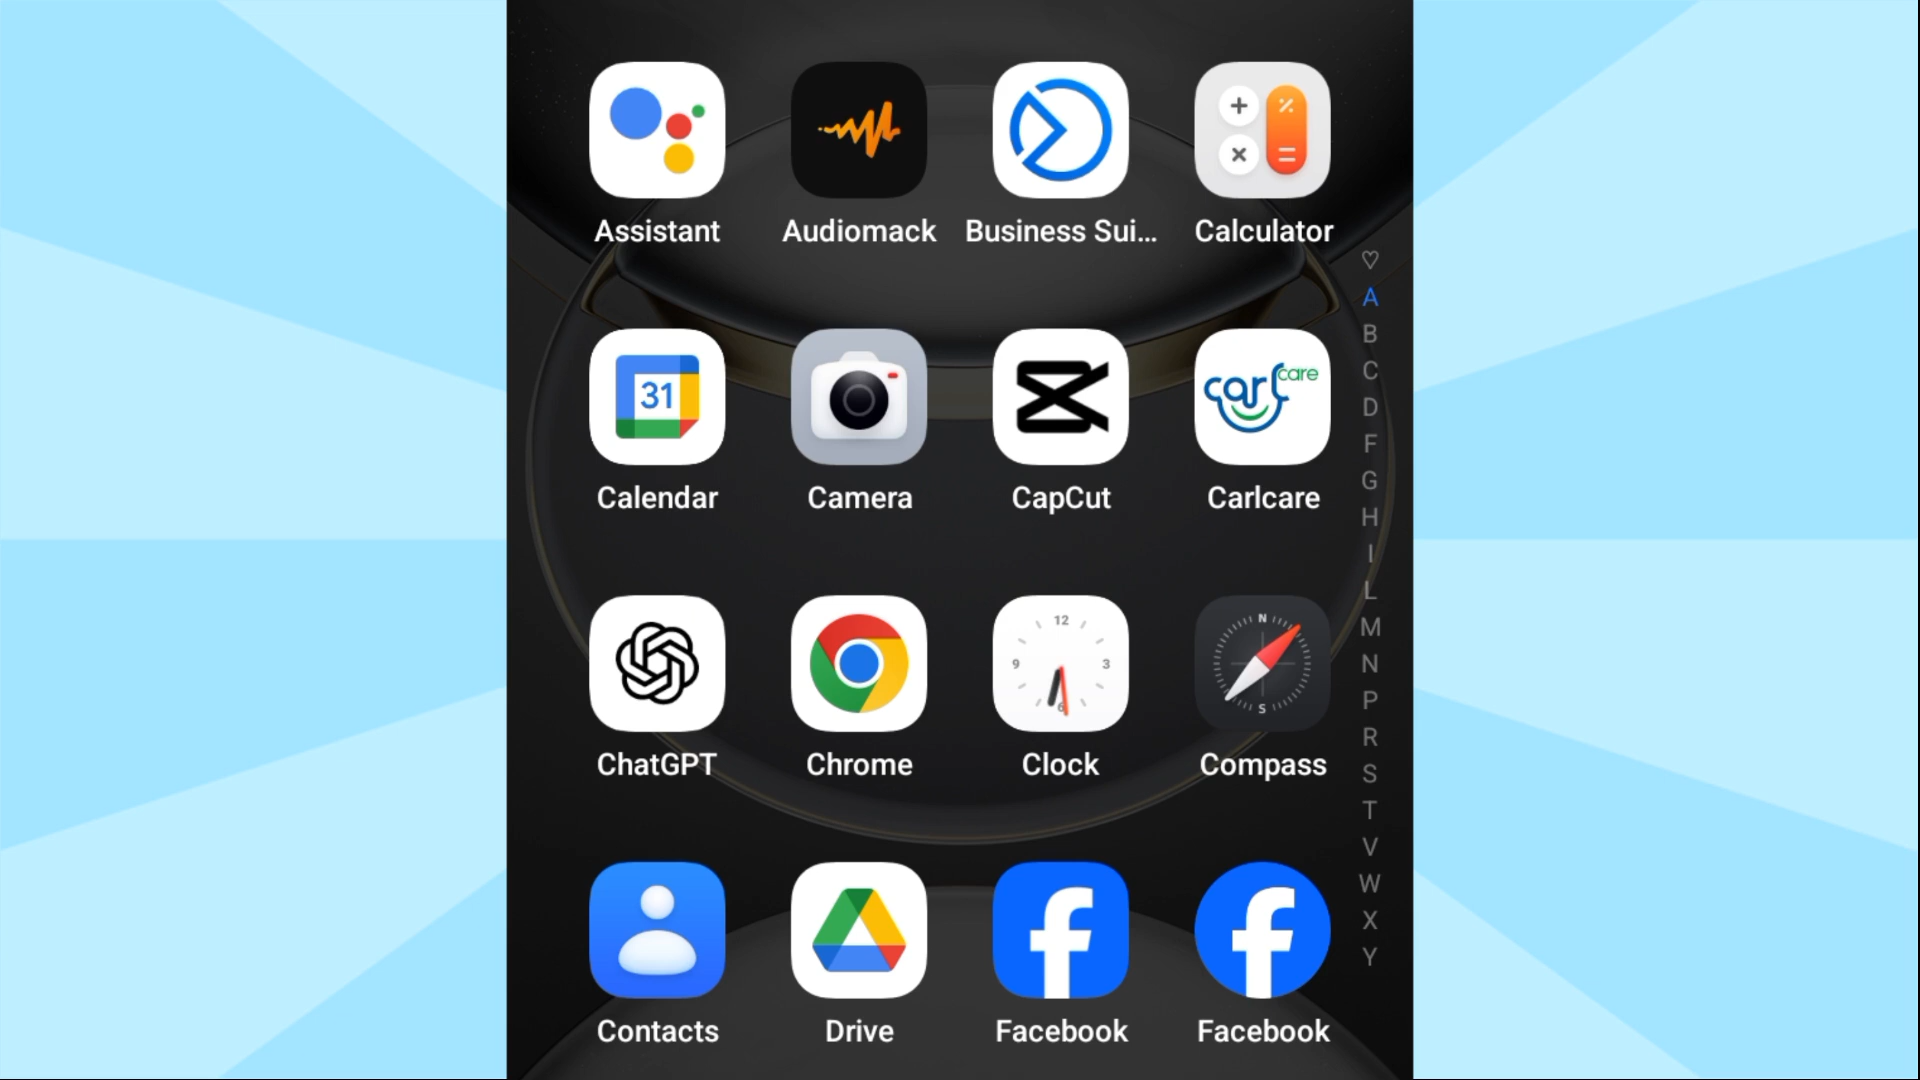 Assistant
Audiomack
Business Sui...
Calculator
♡
A
B
31
carl care
C
D
Calendar
Camera
CapCut
Carlcare
F
G
H
I
L
12
9
3
6
N
S
M
N
P
ChatGPT
Chrome
Clock
Compass
R
S
T
V
W
X
Y
Contacts
Drive
Facebook
Facebook